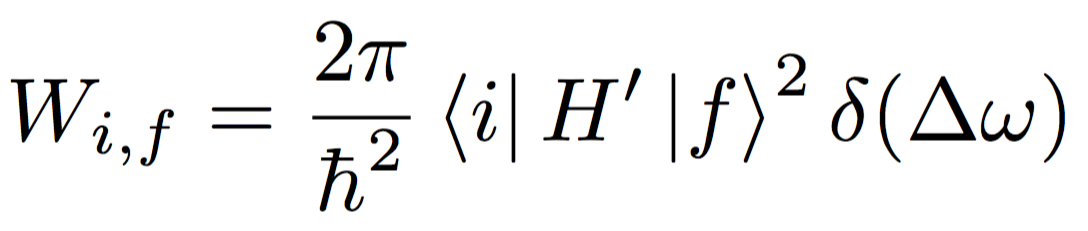 W_{i,f} = \frac{2\pi}{\hbar^2} \langle i| H' |f\rangle^2 \delta(\Delta\omega)